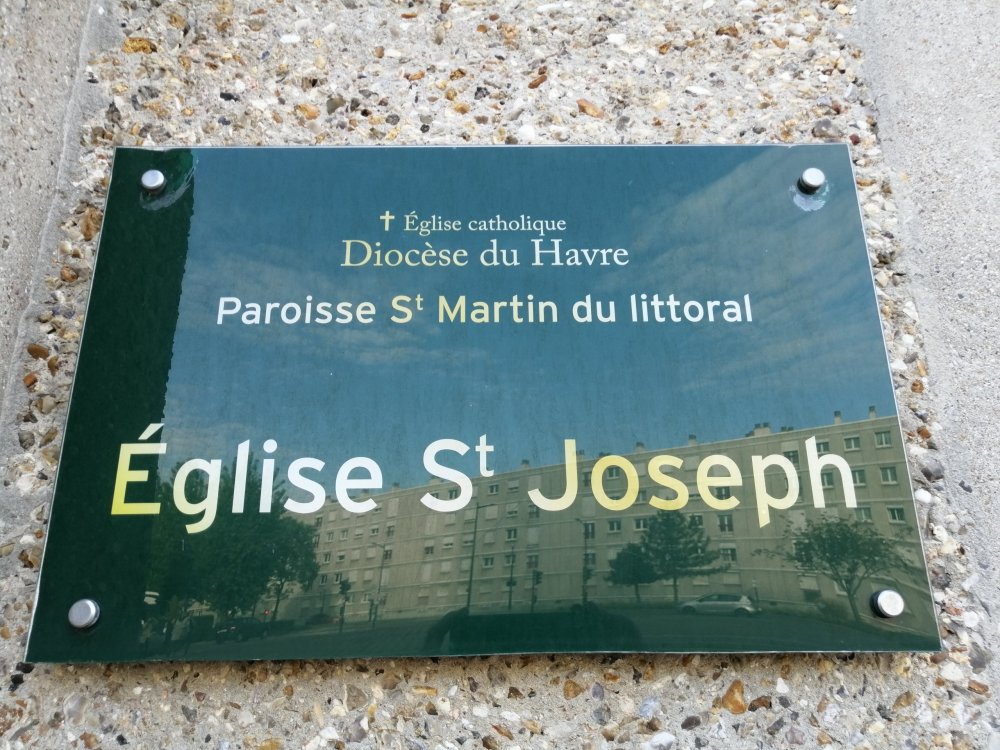 ✝ Église catholique
Diocèse du Havre
Paroisse St Martin du littoral
Église St Joseph